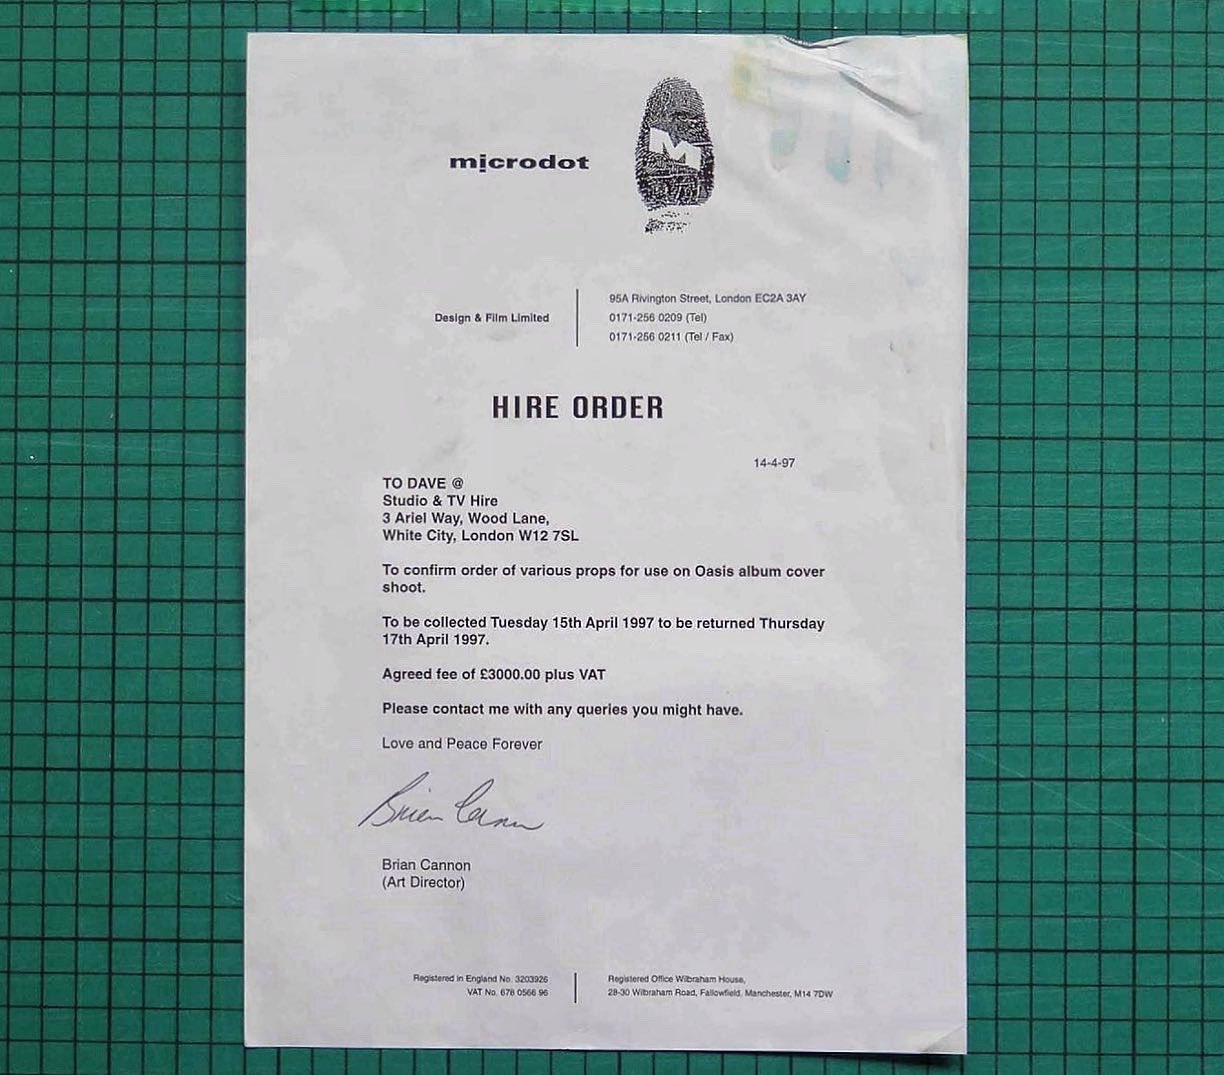 microdot
M
Design & Film Limited
95A Rivington Street, London EC2A 3AY
0171-256 0209 (Tel)
0171-256 0211 (Tel / Fax)
HIRE ORDER
14-4-97
TO DAVE @
Studio & TV Hire
3 Ariel Way, Wood Lane,
White City, London W12 7SL
To confirm order of various props for use on Oasis album cover
shoot.
To be collected Tuesday 15th April 1997 to be returned Thursday
17th April 1997.
Agreed fee of £3000.00 plus VAT
Please contact me with any queries you might have.
Love and Peace Forever
Brian Cannon
Brian Cannon
(Art Director)
Registered in England No. 3203926
VAT No. 678 0566 96
Registered Office Wilbraham House,
28-30 Wilbraham Road, Fallowfield, Manchester, M14 7DW